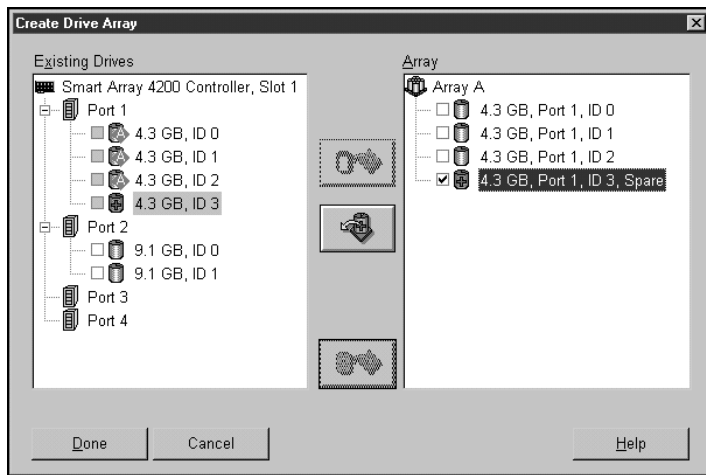 Create Drive Array
Existing Drives
Smart Array 4200 Controller, Slot 1
Port 1
4.3 GB, ID 0
4.3 GB, ID 1
4.3 GB, ID 2
4.3 GB, ID 3
Port 2
9.1 GB, ID 0
9.1 GB, ID 1
Port 3
Port 4
Array
Array A
4.3 GB, Port 1, ID 0
4.3 GB, Port 1, ID 1
4.3 GB, Port 1, ID 2
4.3 GB, Port 1, ID 3, Spare
Done
Cancel
Help